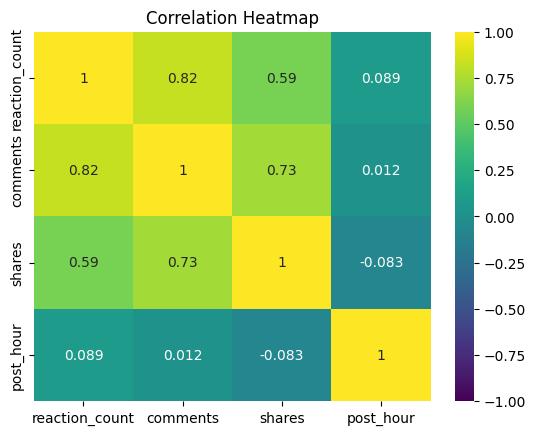 Correlation Heatmap
reaction_count
1
0.82
0.59
0.089
comments
0.82
1
0.73
0.012
shares
0.59
0.73
1
-0.083
post_hour
0.089
0.012
-0.083
1
reaction_count
comments
shares
post_hour
1.00
0.75
0.50
0.25
0.00
−0.25
−0.50
−0.75
−1.00